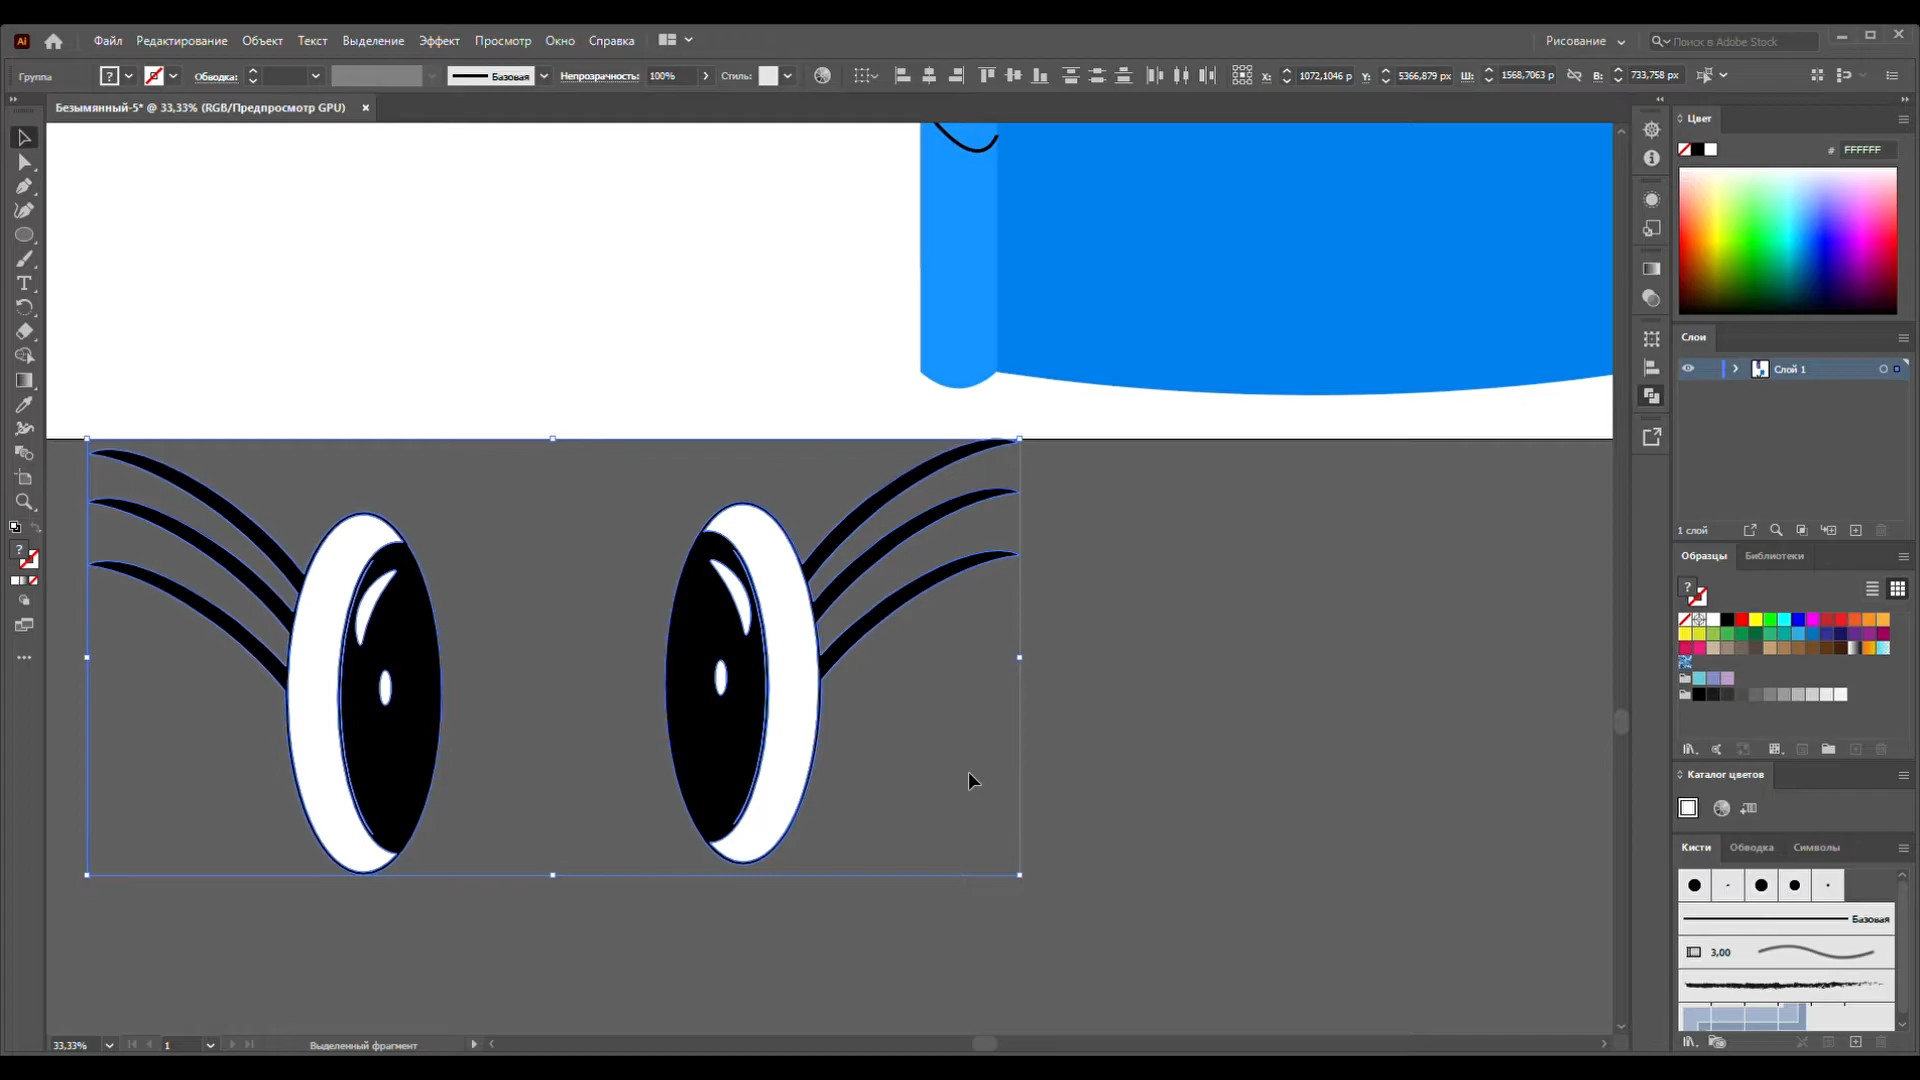 Ai Файл Редактирование Объект Текст Выделение Эффект Просмотр Окно Справка Рисование Поиск в Adobe Stock
Группа ? Обводка: Базовая Непрозрачность: 100% Стиль: X: 1072,1046 p Y: 5366,879 px Ш: 1568,7063 p В: 733,758 px
Безымянный-5* @ 33,33% (RGB/Предпросмотр GPU) ×
Цвет
# FFFFFF
Слои
Слой 1
1 слой
Образцы Библиотеки
?
?
Каталог цветов
Кисти Обводка Символы
Базовая
3,00
33,33% 1 Выделенный фрагмент